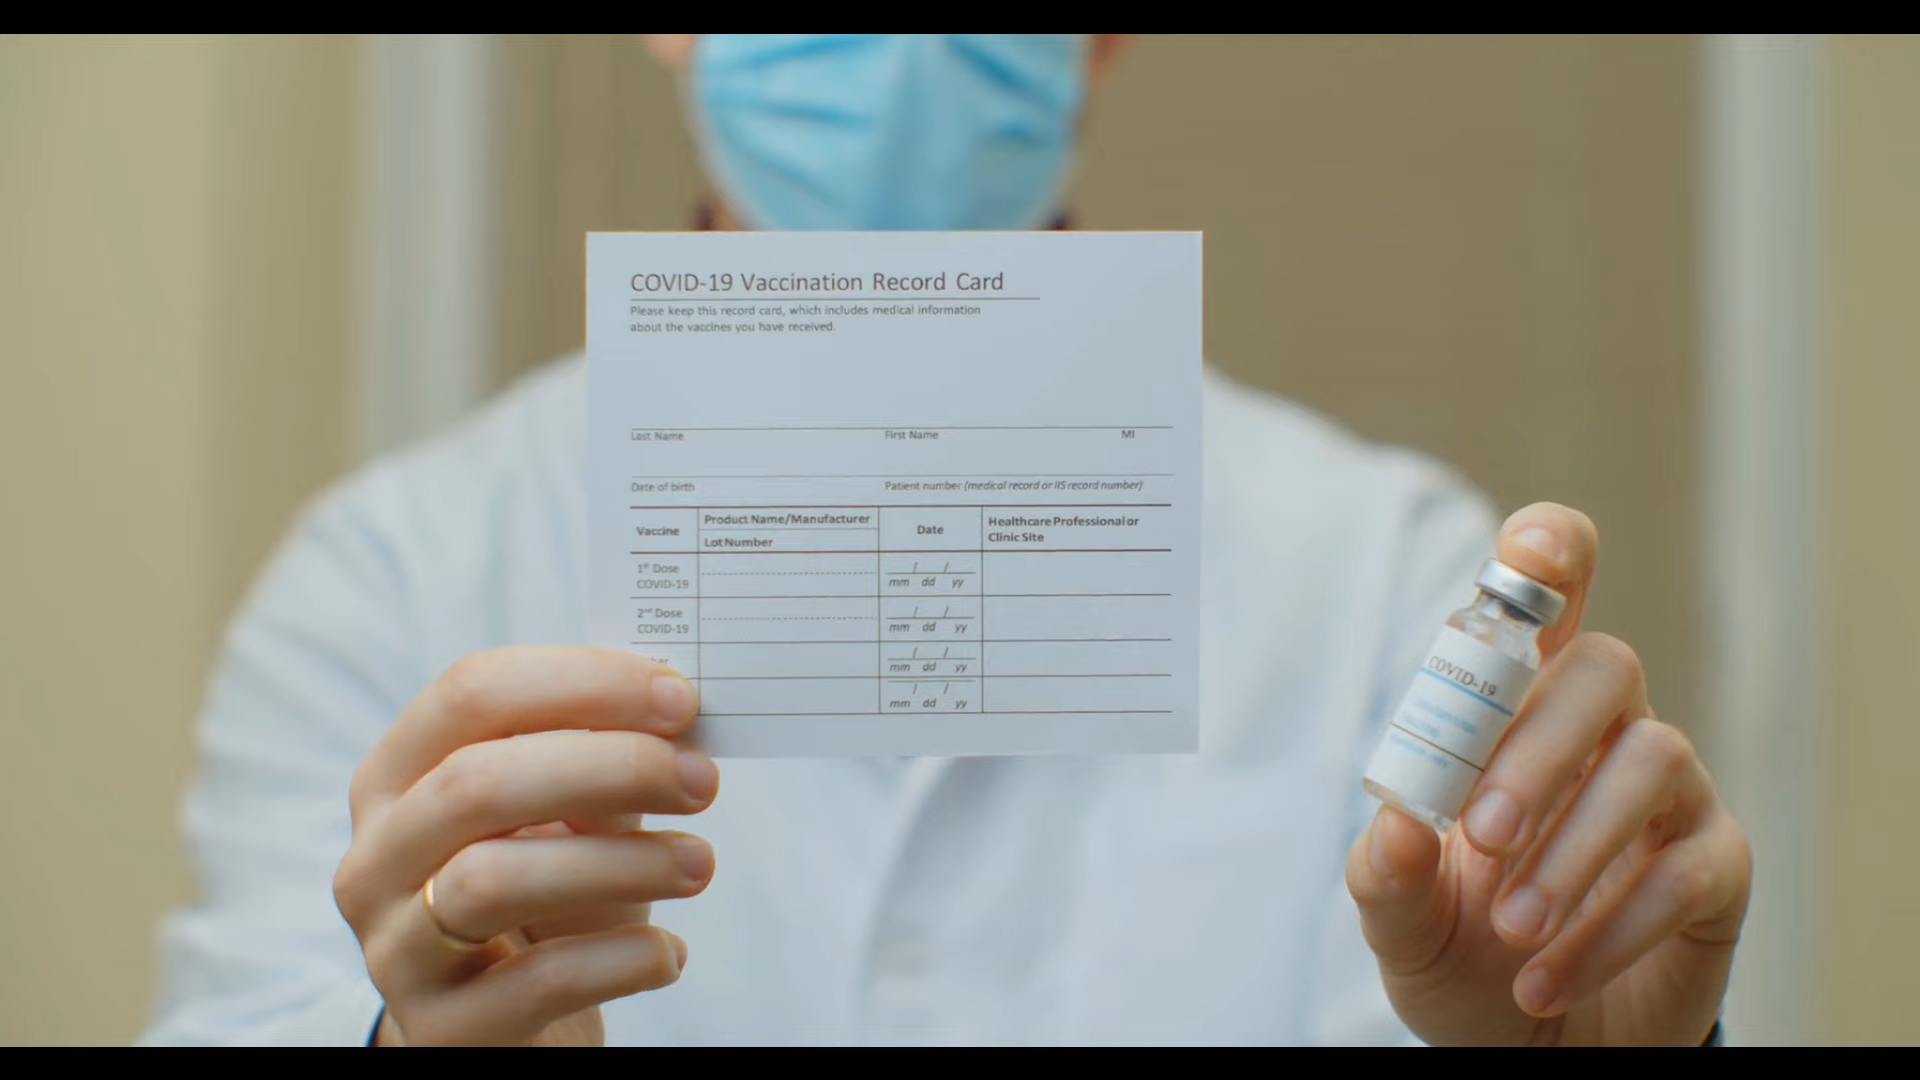 COVID-19 Vaccination Record Card
Please keep this record card, which includes medical information
about the vaccines you have received.
Last Name First Name MI
Date of birth Patient number (medical record or IIS record number)
Vaccine Product Name/Manufacturer Date Healthcare Professional or
Lot Number Clinic Site
1st Dose / /
COVID-19 mm dd yy
2nd Dose / /
COVID-19 mm dd yy
/ /
mm dd yy
/ /
mm dd yy
COVID-19